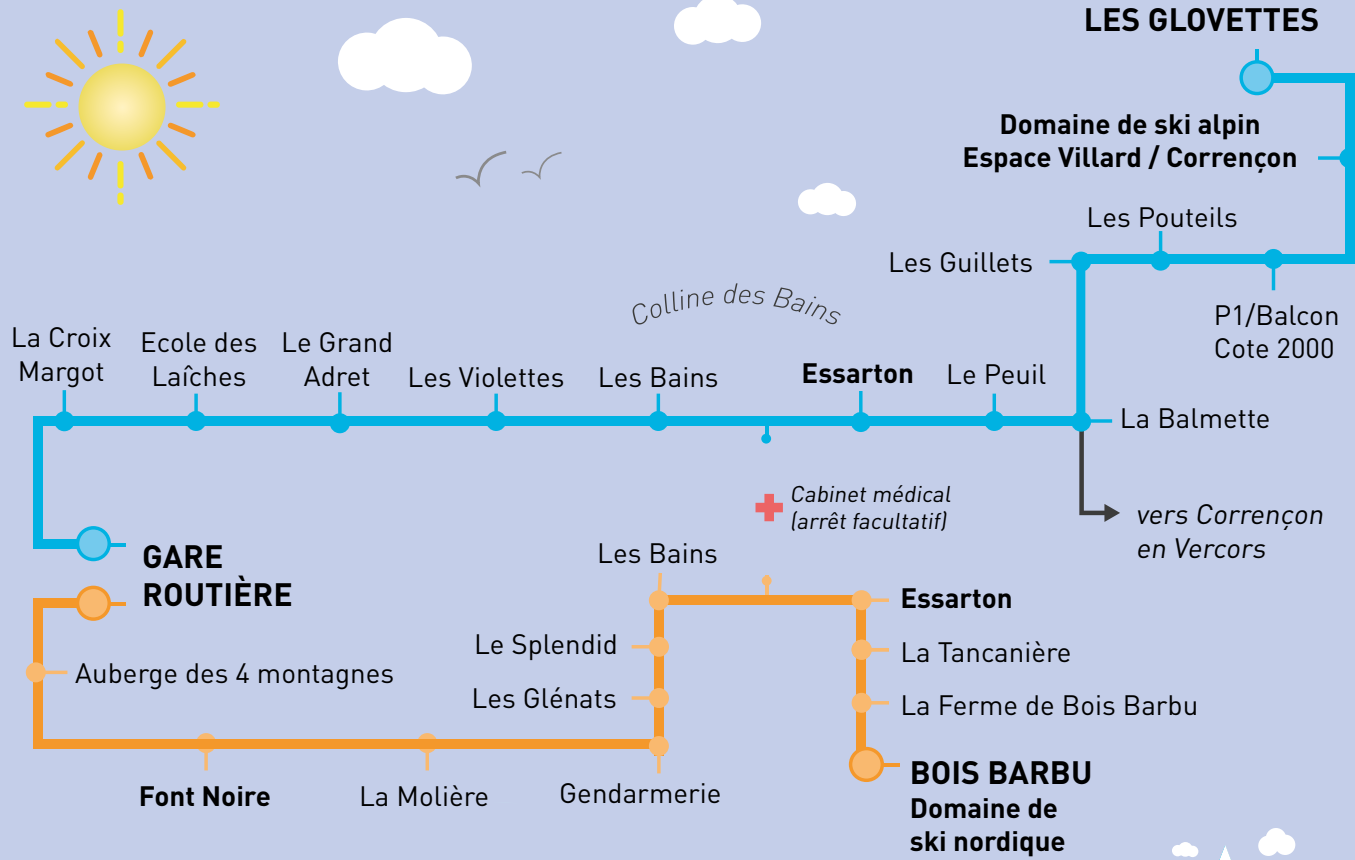 LES GLOVETTES
Domaine de ski alpin
Espace Villard / Corrençon
Les Pouteils
Les Guillets
P1/Balcon
Cote 2000
Colline des Bains
La Croix
Margot
Ecole des
Laîches
Le Grand
Adret
Les Violettes
Les Bains
Essarton
Le Peuil
La Balmette
Cabinet médical
(arrêt facultatif)
vers Corrençon
en Vercors
GARE
ROUTIÈRE
Les Bains
Essarton
Le Splendid
La Tancanière
Auberge des 4 montagnes
Les Glénats
La Ferme de Bois Barbu
Font Noire
La Molière
Gendarmerie
BOIS BARBU
Domaine de
ski nordique